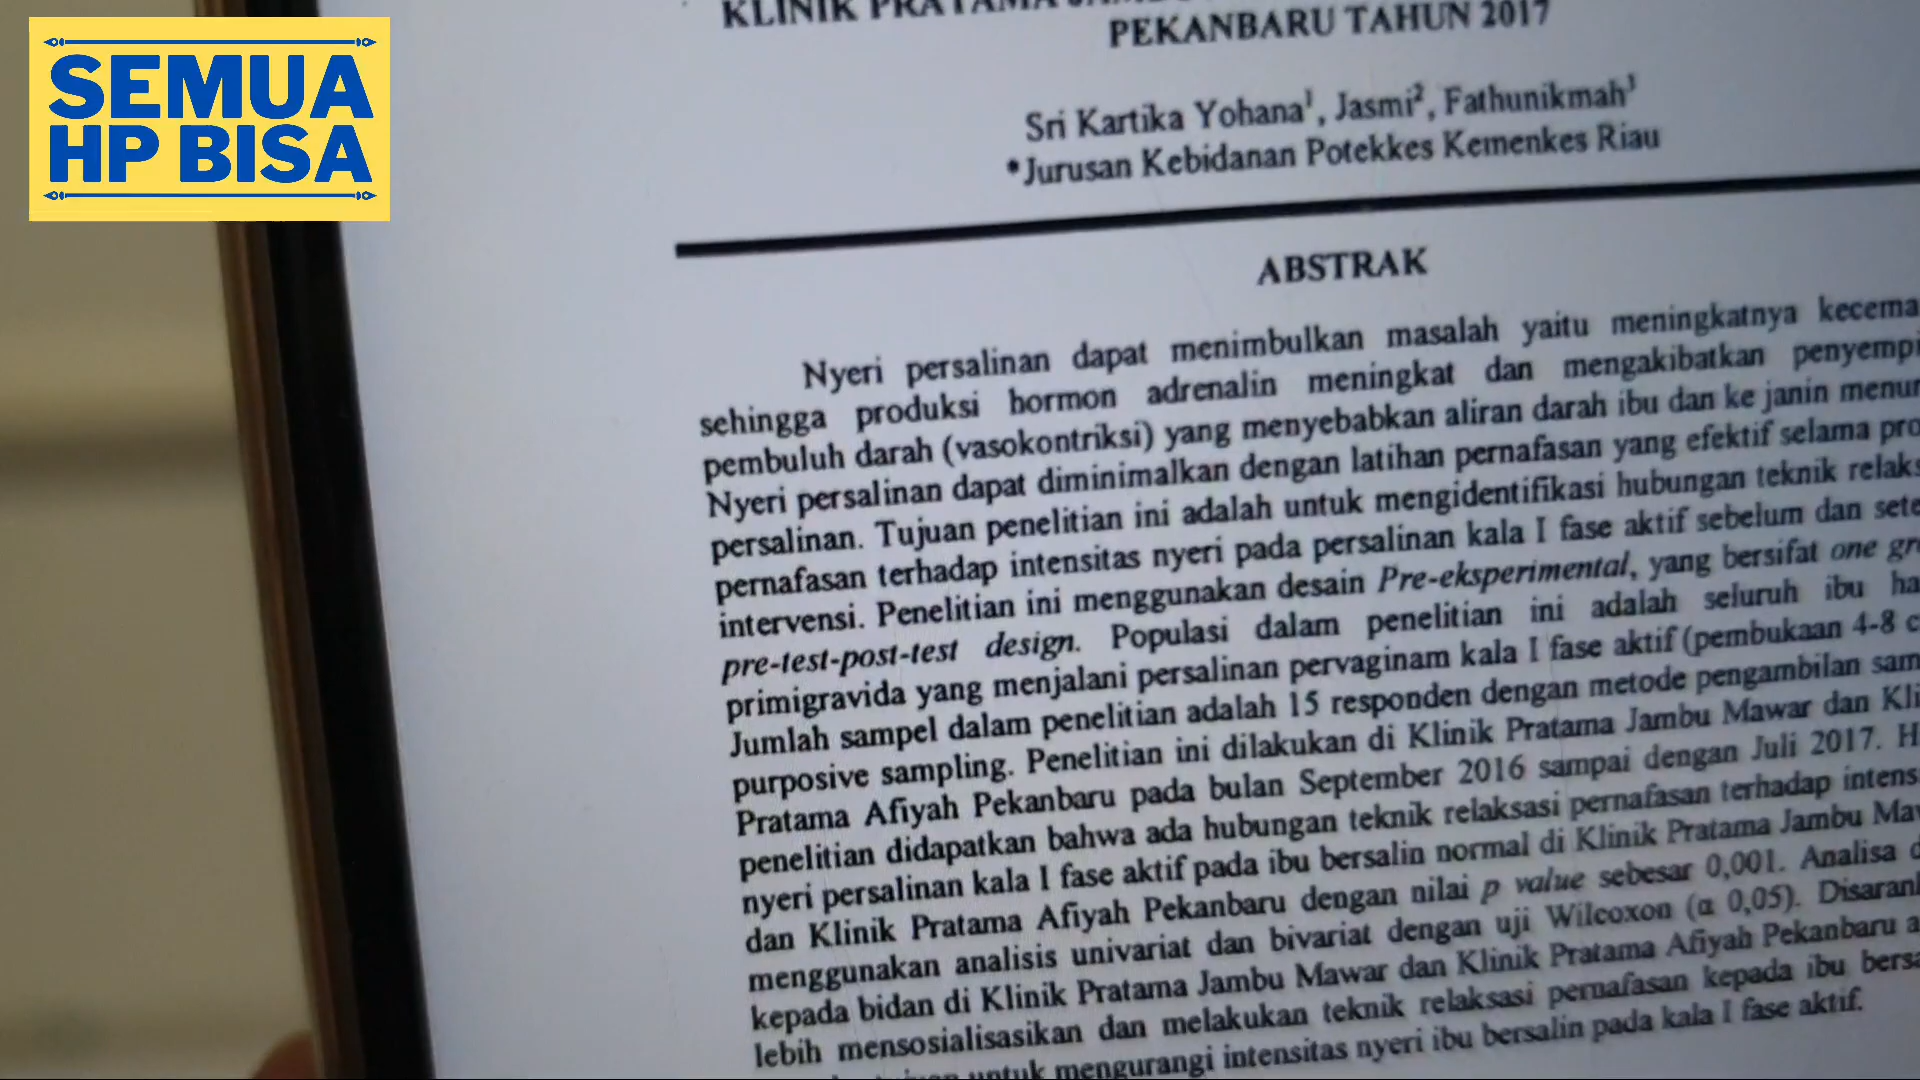 SEMUA
HP BISA
KLINIK PRATAMA
PEKANBARU TAHUN 2017
Sri Kartika Yohana¹, Jasmi², Fathunikmah³
*Jurusan Kebidanan Potekkes Kemenkes Riau
ABSTRAK
Nyeri persalinan dapat menimbulkan masalah yaitu meningkatnya
sehingga produksi hormon adrenalin meningkat dan mengakibatkan
pembuluh darah (vasokontriksi) yang menyebabkan aliran darah ibu dan ke janin
Nyeri persalinan dapat diminimalkan dengan latihan pernafasan yang efektif selama
persalinan. Tujuan penelitian ini adalah untuk mengidentifikasi hubungan teknik
pernafasan terhadap intensitas nyeri pada persalinan kala I fase aktif sebelum dan
intervensi. Penelitian ini menggunakan desain Pre-eksperimental, yang bersifat one
pre-test-post-test design. Populasi dalam penelitian ini adalah seluruh ibu
primigravida yang menjalani persalinan pervaginam kala I fase aktif (pembukaan 4-8
Jumlah sampel dalam penelitian adalah 15 responden dengan metode pengambilan
purposive sampling. Penelitian ini dilakukan di Klinik Pratama Jambu Mawar dan
Pratama Afiyah Pekanbaru pada bulan September 2016 sampai dengan Juli 2017.
penelitian didapatkan bahwa ada hubungan teknik relaksasi pernafasan terhadap
nyeri persalinan kala I fase aktif pada ibu bersalin normal di Klinik Pratama Jambu
dan Klinik Pratama Afiyah Pekanbaru dengan nilai p value sebesar 0,001. Analisa
menggunakan analisis univariat dan bivariat dengan uji Wilcoxon (α 0,05).
kepada bidan di Klinik Pratama Jambu Mawar dan Klinik Pratama Afiyah Pekanbaru
lebih mensosialisasikan dan melakukan teknik relaksasi pernafasan kepada ibu
untuk mengurangi intensitas nyeri ibu bersalin pada kala I fase aktif.